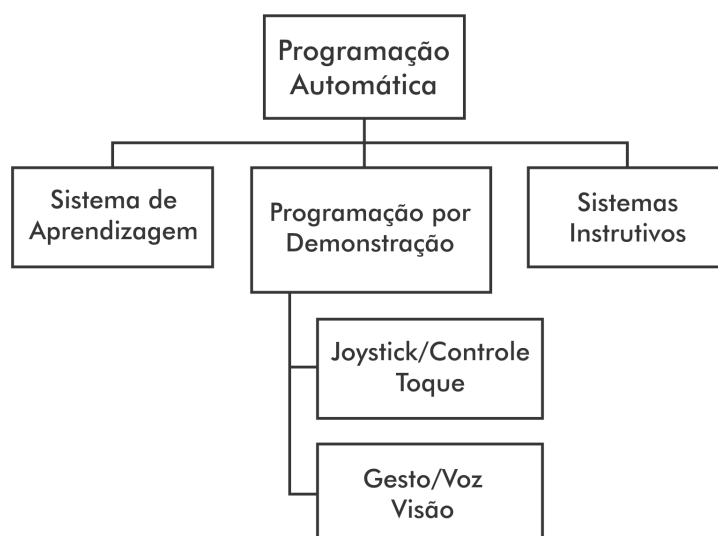 Programação
Automática
Sistema de
Aprendizagem
Programação por
Demonstração
Sistemas
Instrutivos
Joystick/Controle
Toque
Gesto/Voz
Visão